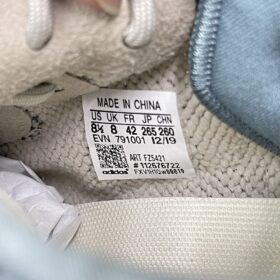 MADE IN CHINA
US UK FR JP CHN
8½ 8 42 265 260
EVN 791001 12/19
ART FZ5421
# 112676722
adidas